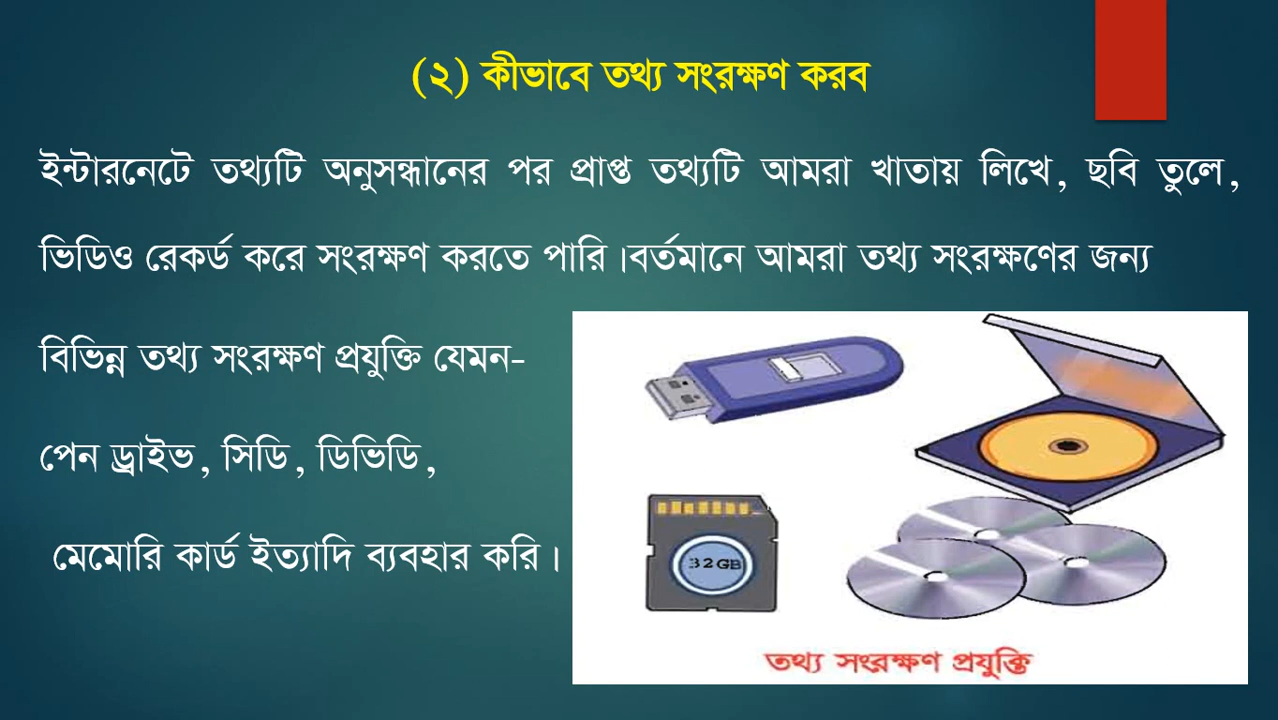 (২) কীভাবে তথ্য সংরক্ষণ করব
ইন্টারনেটে তথ্যটি অনুসন্ধানের পর প্রাপ্ত তথ্যটি আমরা খাতায় লিখে, ছবি তুলে,
ভিডিও রেকর্ড করে সংরক্ষণ করতে পারি।বর্তমানে আমরা তথ্য সংরক্ষণের জন্য
বিভিন্ন তথ্য সংরক্ষণ প্রযুক্তি যেমন-
পেন ড্রাইভ, সিডি, ডিভিডি,
মেমোরি কার্ড ইত্যাদি ব্যবহার করি।
32GB
তথ্য সংরক্ষণ প্রযুক্তি